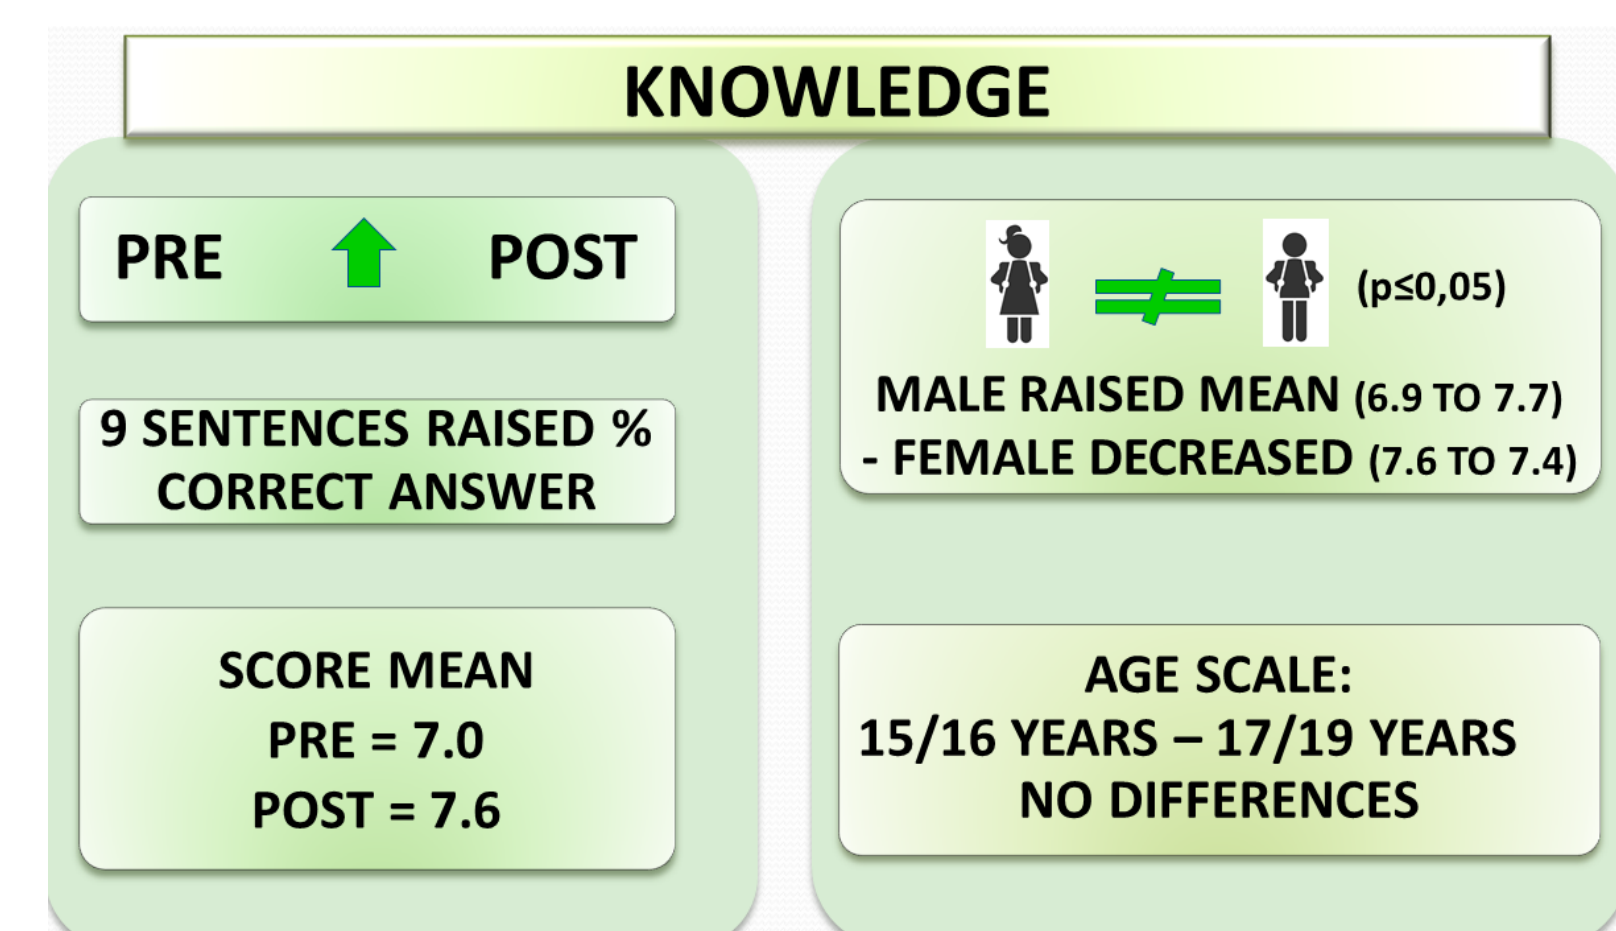 KNOWLEDGE
PRE POST
9 SENTENCES RAISED %
CORRECT ANSWER
SCORE MEAN
PRE = 7.0
POST = 7.6
(p≤0,05)
MALE RAISED MEAN (6.9 TO 7.7)
- FEMALE DECREASED (7.6 TO 7.4)
AGE SCALE:
15/16 YEARS – 17/19 YEARS
NO DIFFERENCES